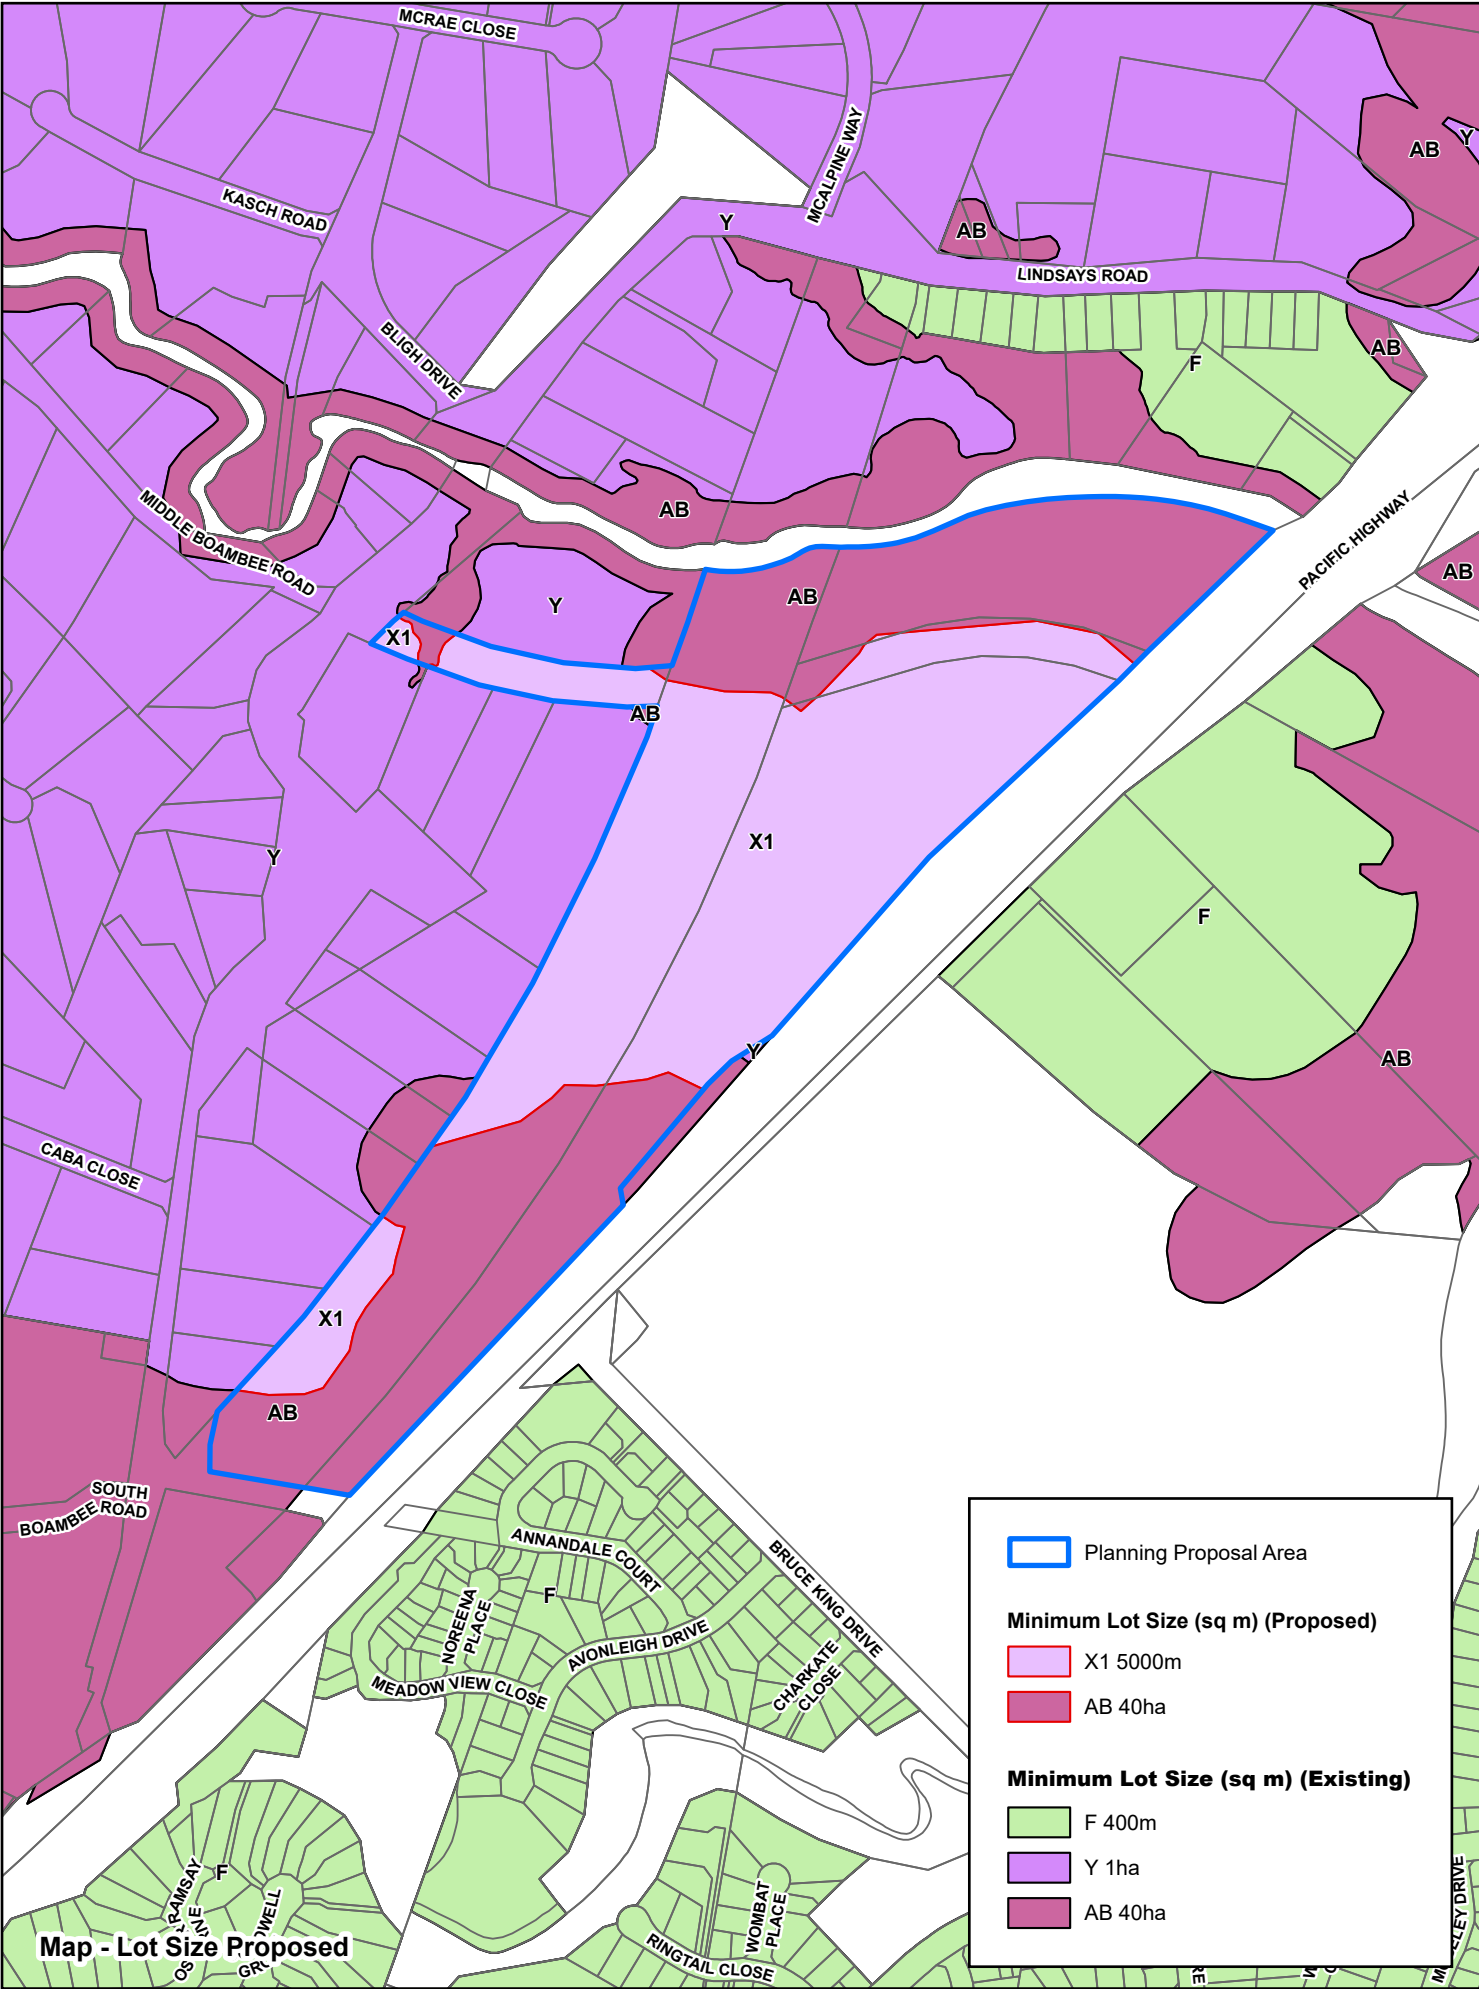 MCRAE CLOSE
KASCH ROAD
MCALPINE WAY
Y
AB
Y
AB
LINDSAYS ROAD
BLIGH DRIVE
AB
F
AB
MIDDLE BOAMBEE ROAD
PACIFIC HIGHWAY
AB
AB
Y
X1
AB
X1
Y
F
Y
AB
CABA CLOSE
X1
AB
SOUTH
BOAMBEE ROAD
ANNANDALE COURT
BRUCE KING DRIVE
NOREENA
PLACE
F
AVONLEIGH DRIVE
CHARKATE
CLOSE
MEADOW VIEW CLOSE
F
RAMSAY
WOMBAT
PLACE
RINGTAIL CLOSE
Map - Lot Size Proposed
Planning Proposal Area
Minimum Lot Size (sq m) (Proposed)
X1 5000m
AB 40ha
Minimum Lot Size (sq m) (Existing)
F 400m
Y 1ha
AB 40ha